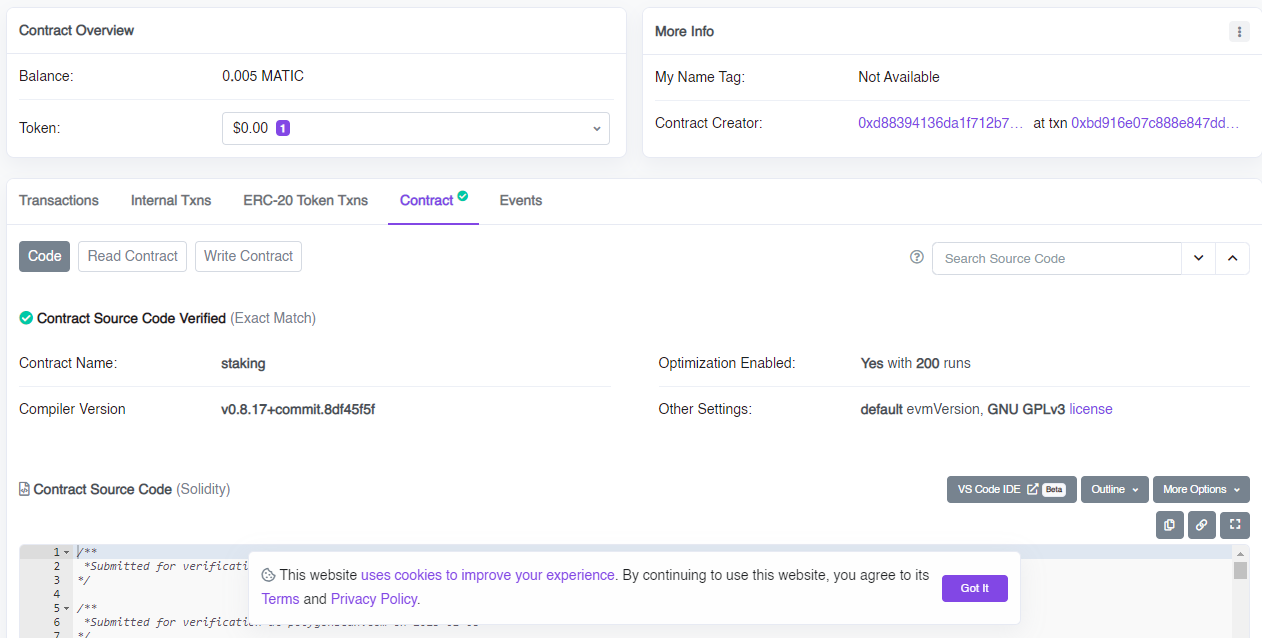 Contract Overview
Balance: 0.005 MATIC
Token: $0.00 1
More Info
My Name Tag: Not Available
Contract Creator: 0xd88394136da1f712b7... at txn 0xbd916e07c888e847dd...
Transactions Internal Txns ERC-20 Token Txns Contract Events
Code Read Contract Write Contract
Search Source Code
Contract Source Code Verified (Exact Match)
Contract Name: staking
Compiler Version v0.8.17+commit.8df45f5f
Optimization Enabled: Yes with 200 runs
Other Settings: default evmVersion, GNU GPLv3 license
Contract Source Code (Solidity)
VS Code IDE Beta Outline More Options
1 /**
2 *Submitted for
3 */
4
5 /**
6 *Submitted for verification
7 */
This website uses cookies to improve your experience. By continuing to use this website, you agree to its
Terms and Privacy Policy.
Got It